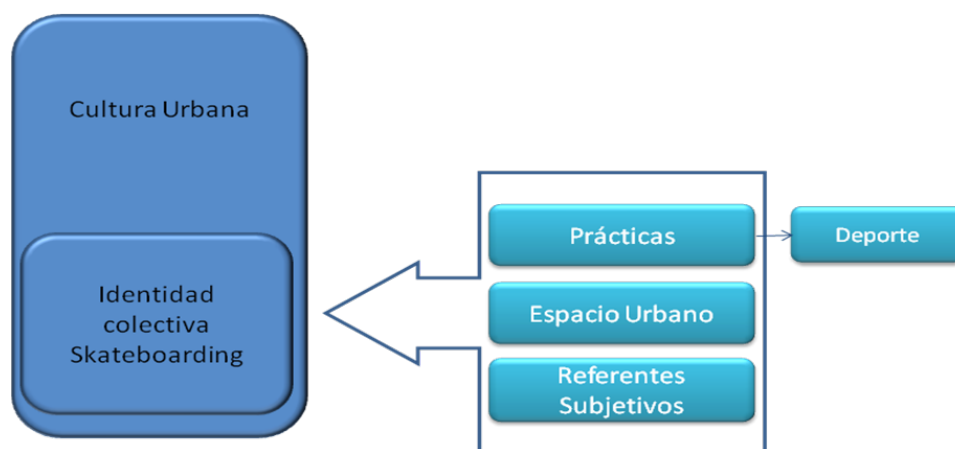 Cultura Urbana
Identidad
colectiva
Skateboarding
Prácticas
Deporte
Espacio Urbano
Referentes
Subjetivos